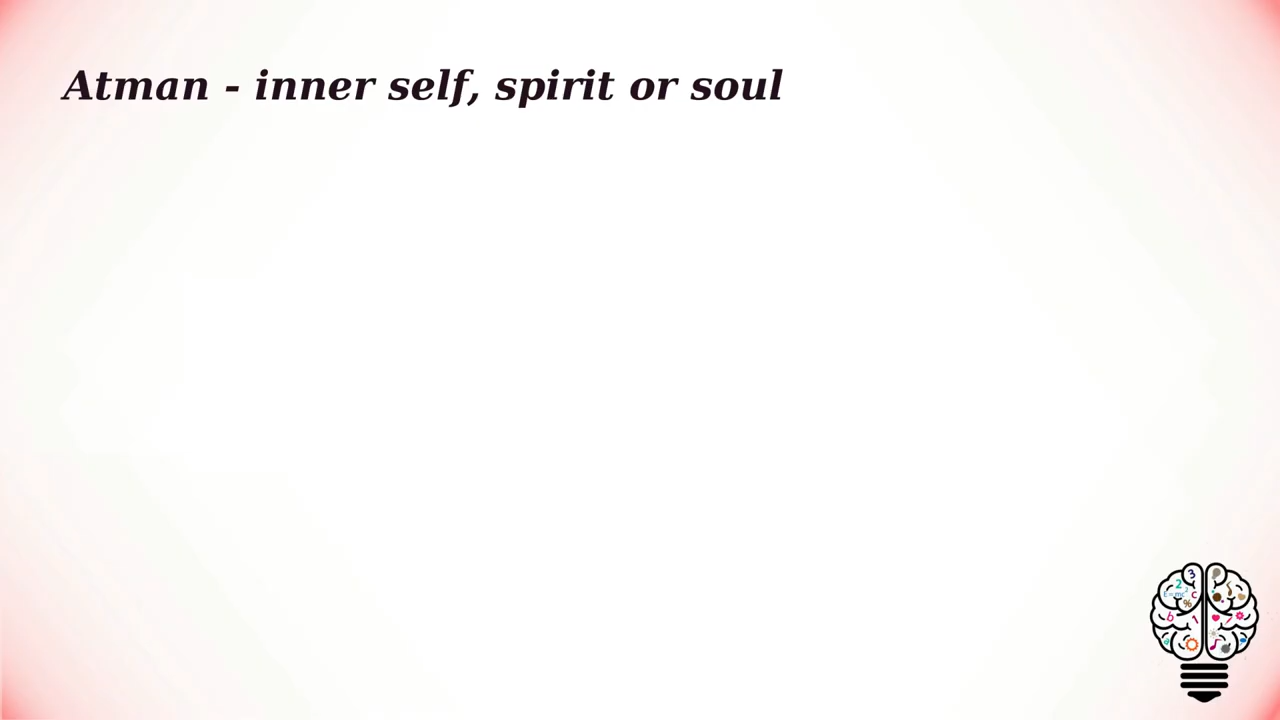 Atman - inner self, spirit or soul